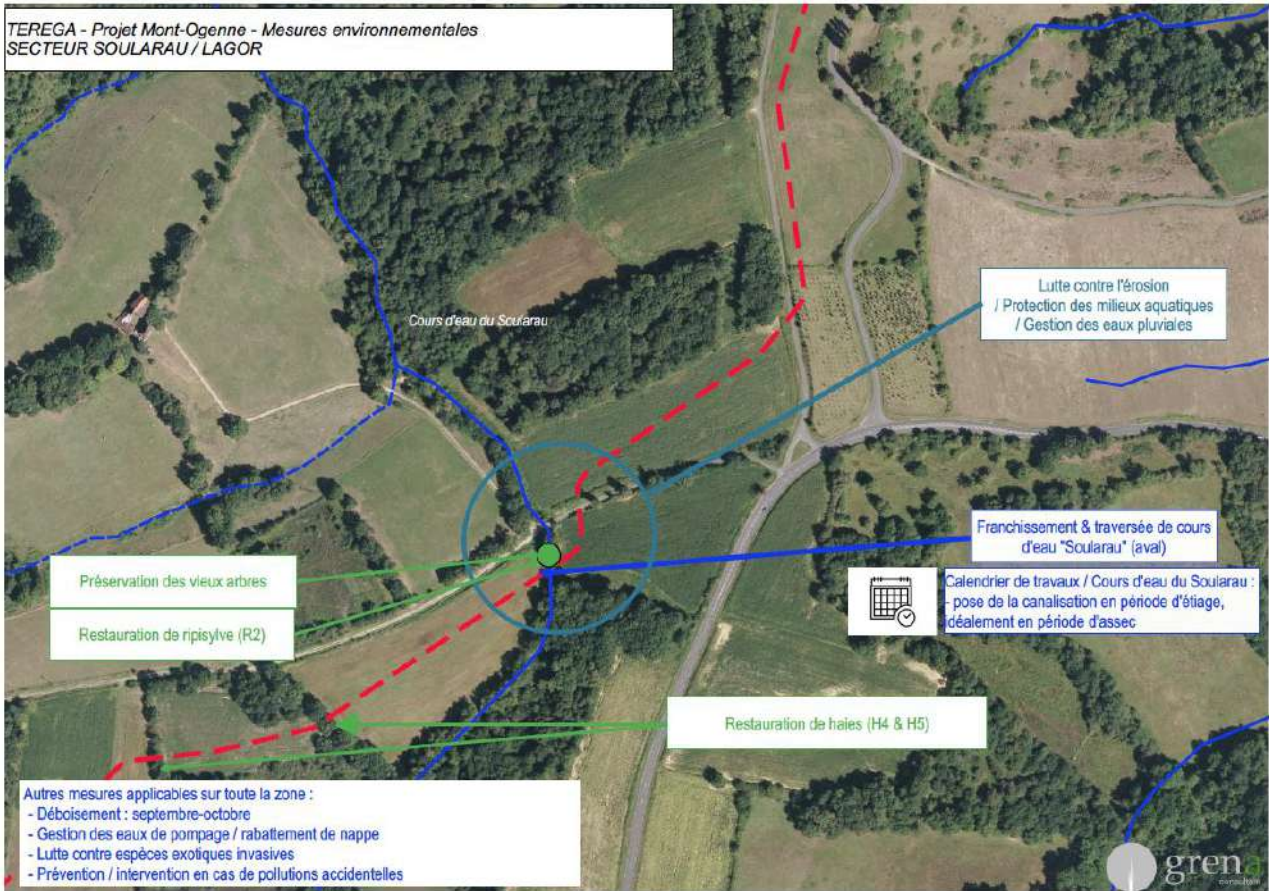 TEREGA - Projet Mont-Ogenne - Mesures environnementales
SECTEUR SOULARAU / LAGOR
Cours d'eau du Soularau
Lutte contre l'érosion
/ Protection des milieux aquatiques
/ Gestion des eaux pluviales
Franchissement & traversée de cours
d'eau "Soularau" (aval)
Calendrier de travaux / Cours d'eau du Soularau :
- pose de la canalisation en période d'étiage,
idéalement en période d'assec
Préservation des vieux arbres
Restauration de ripisylve (R2)
Restauration de haies (H4 & H5)
Autres mesures applicables sur toute la zone :
- Déboisement : septembre-octobre
- Gestion des eaux de pompage / rabattement de nappe
- Lutte contre espèces exotiques invasives
- Prévention / intervention en cas de pollutions accidentelles
grena
consultant